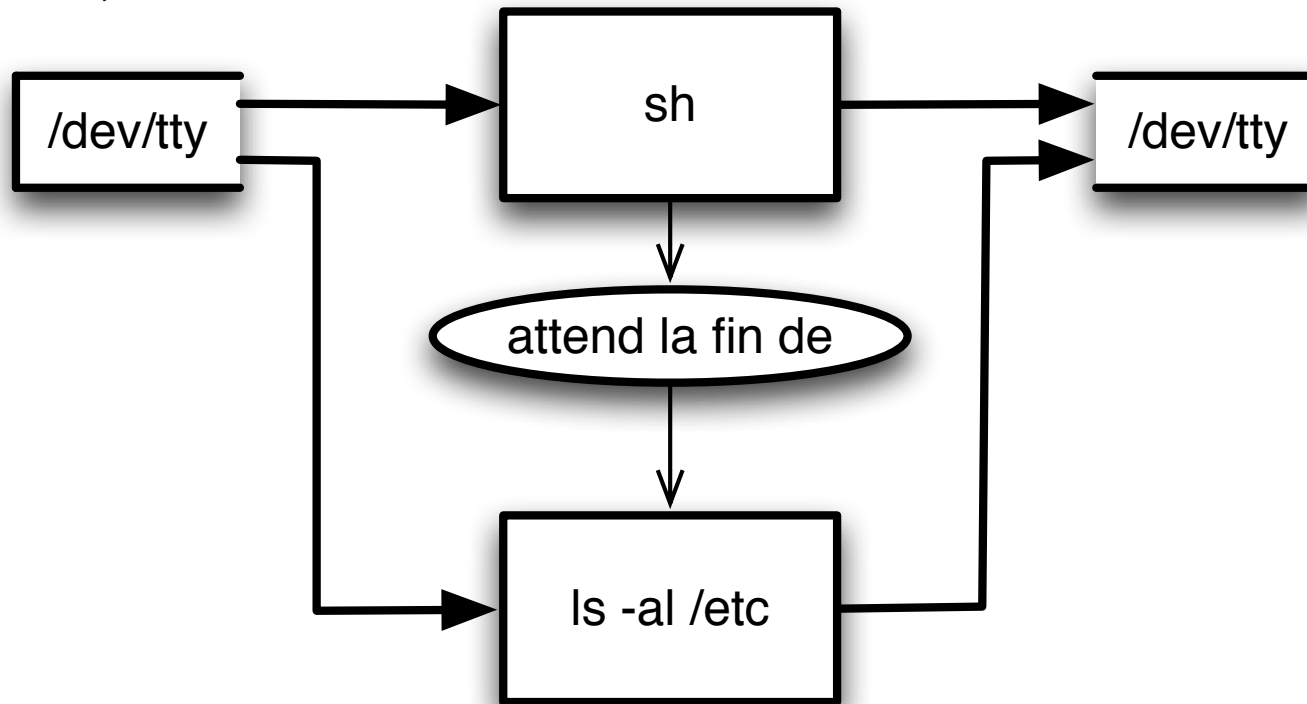 sh
/dev/tty
/dev/tty
attend la fin de
ls -al /etc